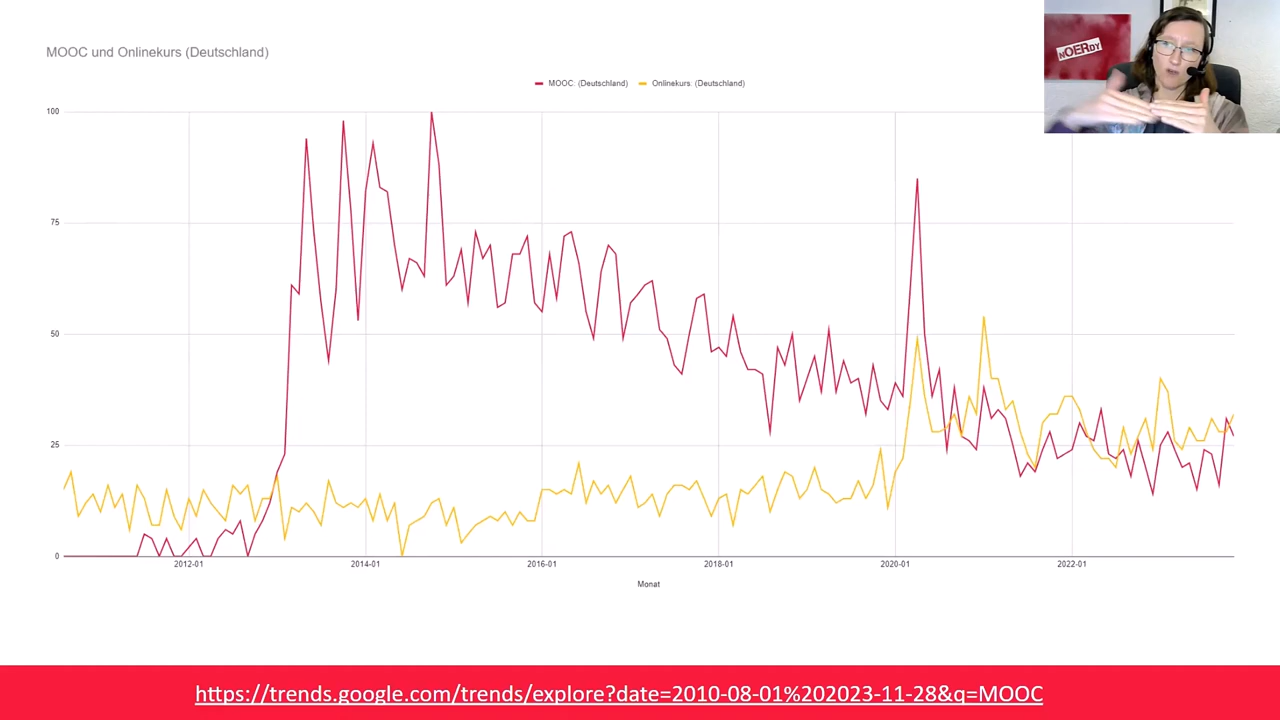 MOOC und Onlinekurs (Deutschland)
nOERdy
MOOC: (Deutschland) Onlinekurs: (Deutschland)
100
75
50
25
0
2012-01 2014-01 2016-01 2018-01 2020-01 2022-01
Monat
https://trends.google.com/trends/explore?date=2010-08-01%202023-11-28&q=MOOC